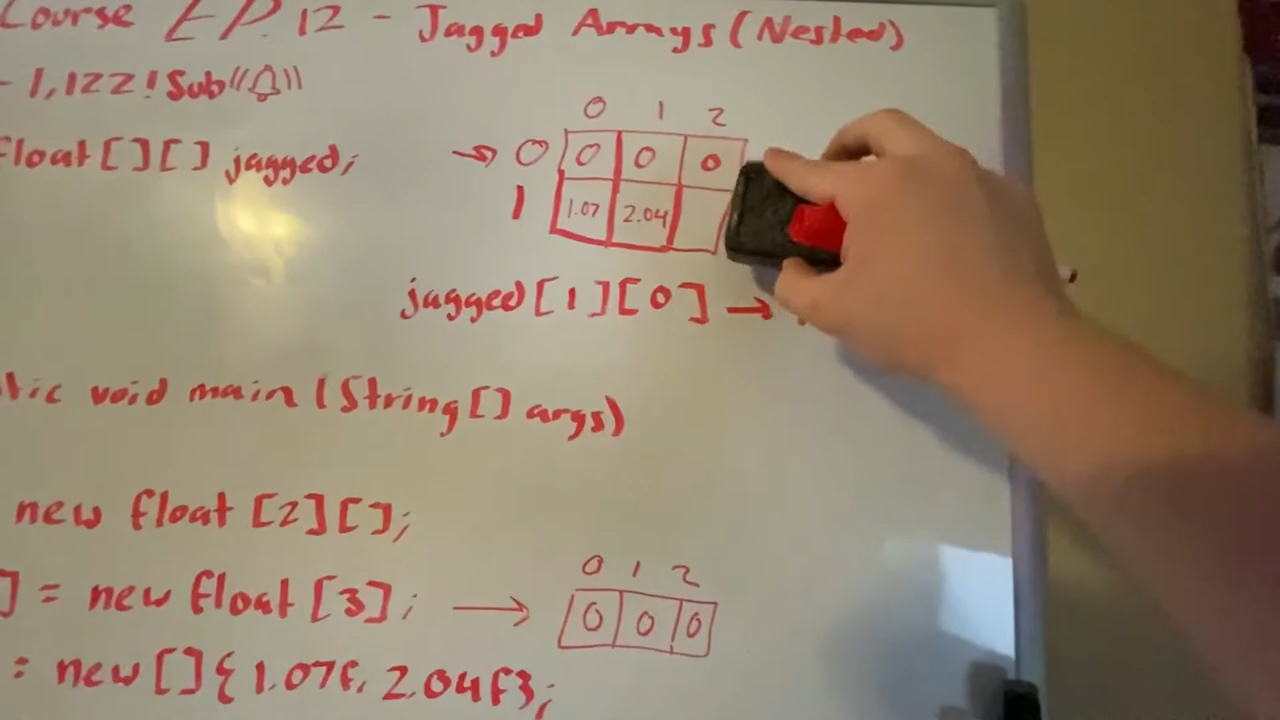 Course EP. 12 - Jagged Arrays (Nested)
- 1,122! Sub
float[][] jagged;
0 1 2
→ 0 0 0 0
1 1.07 2.04
jagged[1][0] →
tic void main (String[] args)
new float [2][];
] = new float [3]; →
0 1 2
0 0 0
= new[]{1.07f, 2.04f};